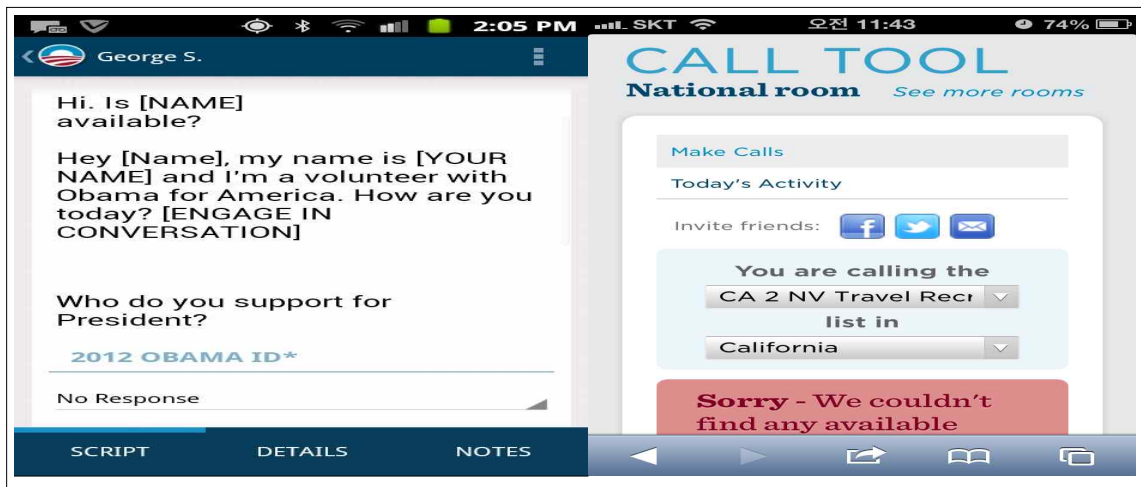 2:05 PM
George S.
Hi. Is [NAME]
available?
Hey [Name], my name is [YOUR
NAME] and I'm a volunteer with
Obama for America. How are you
today? [ENGAGE IN
CONVERSATION]
Who do you support for
President?
2012 OBAMA ID*
No Response
SCRIPT DETAILS NOTES
SKT 오전 11:43 74%
CALL TOOL
National room See more rooms
Make Calls
Today's Activity
Invite friends:
You are calling the
CA 2 NV Travel Recr
list in
California
Sorry - We couldn't
find any available